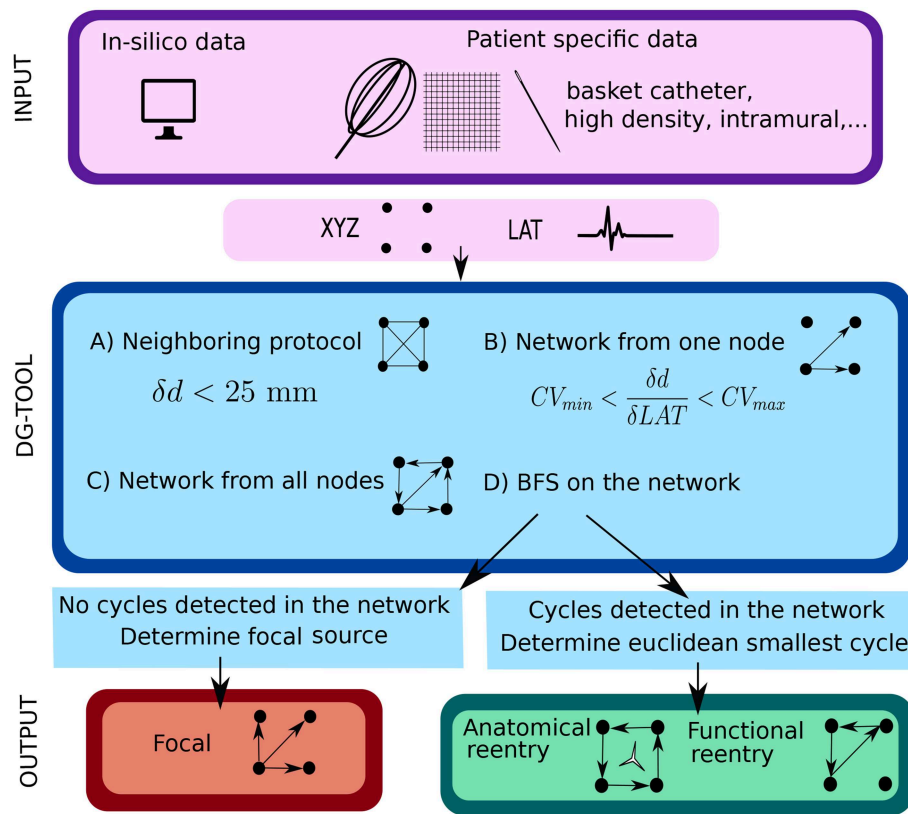 INPUT
In-silico data
Patient specific data
basket catheter,
high density, intramural,...
XYZ
LAT
DG-TOOL
A) Neighboring protocol
δd < 25 mm
B) Network from one node
CV_min < δd/δLAT < CV_max
C) Network from all nodes
D) BFS on the network
No cycles detected in the network
Determine focal source
Cycles detected in the network
Determine euclidean smallest cycle
OUTPUT
Focal
Anatomical
reentry
Functional
reentry